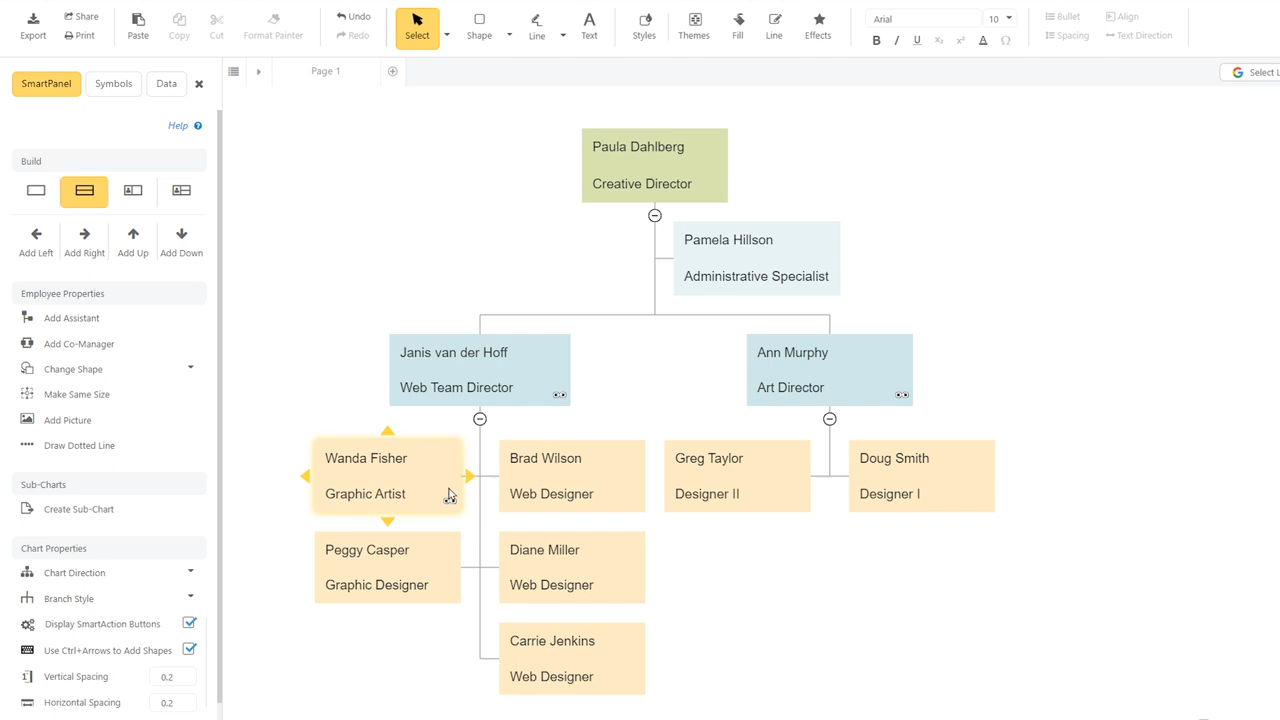 Export
Share
Print
Paste
Copy
Cut
Format Painter
Undo
Redo
Select
Shape
Line
Text
Styles
Themes
Fill
Line
Effects
Arial
10
B I U x₂ x² A Ω
Bullet
Align
Spacing
Text Direction
SmartPanel
Symbols
Data
Page 1
Select L
Help
Build
Add Left
Add Right
Add Up
Add Down
Employee Properties
Add Assistant
Add Co-Manager
Change Shape
Make Same Size
Add Picture
Draw Dotted Line
Sub-Charts
Create Sub-Chart
Chart Properties
Chart Direction
Branch Style
Display SmartAction Buttons
Use Ctrl+Arrows to Add Shapes
Vertical Spacing 0.2
Horizontal Spacing 0.2
Paula Dahlberg
Creative Director
Pamela Hillson
Administrative Specialist
Janis van der Hoff
Web Team Director
Ann Murphy
Art Director
Wanda Fisher
Graphic Artist
Brad Wilson
Web Designer
Greg Taylor
Designer II
Doug Smith
Designer I
Peggy Casper
Graphic Designer
Diane Miller
Web Designer
Carrie Jenkins
Web Designer